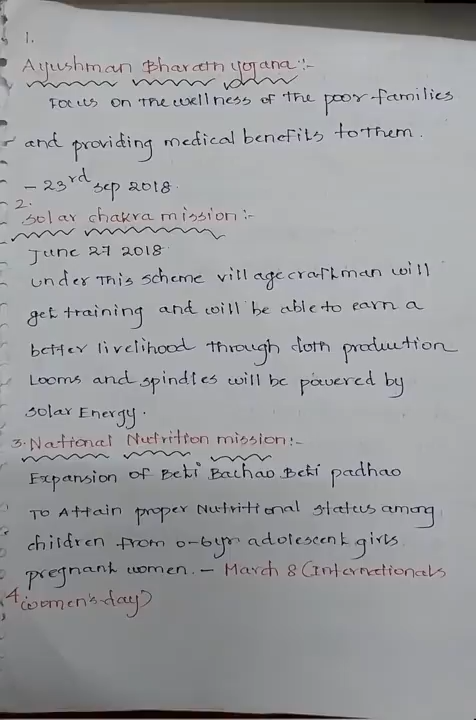 1.
Ayushman Bharath yojana :-
Focus on the wellness of the poor families
and providing medical benefits to them.
- 23rd sep 2018.
2.
Solar chakra mission :-
June 27 2018
under This scheme village craftman will
get training and will be able to earn a
better livelihood through cloth production
Looms and spindles will be powered by
Solar Energy.
3. National Nutrition mission :-
Expansion of Beti Bachao Beti padhao
To Attain proper Nutritional status among
children from 0-6yr adolescent girls
pregnant women. - March 8 (Internationals
4. women's day)